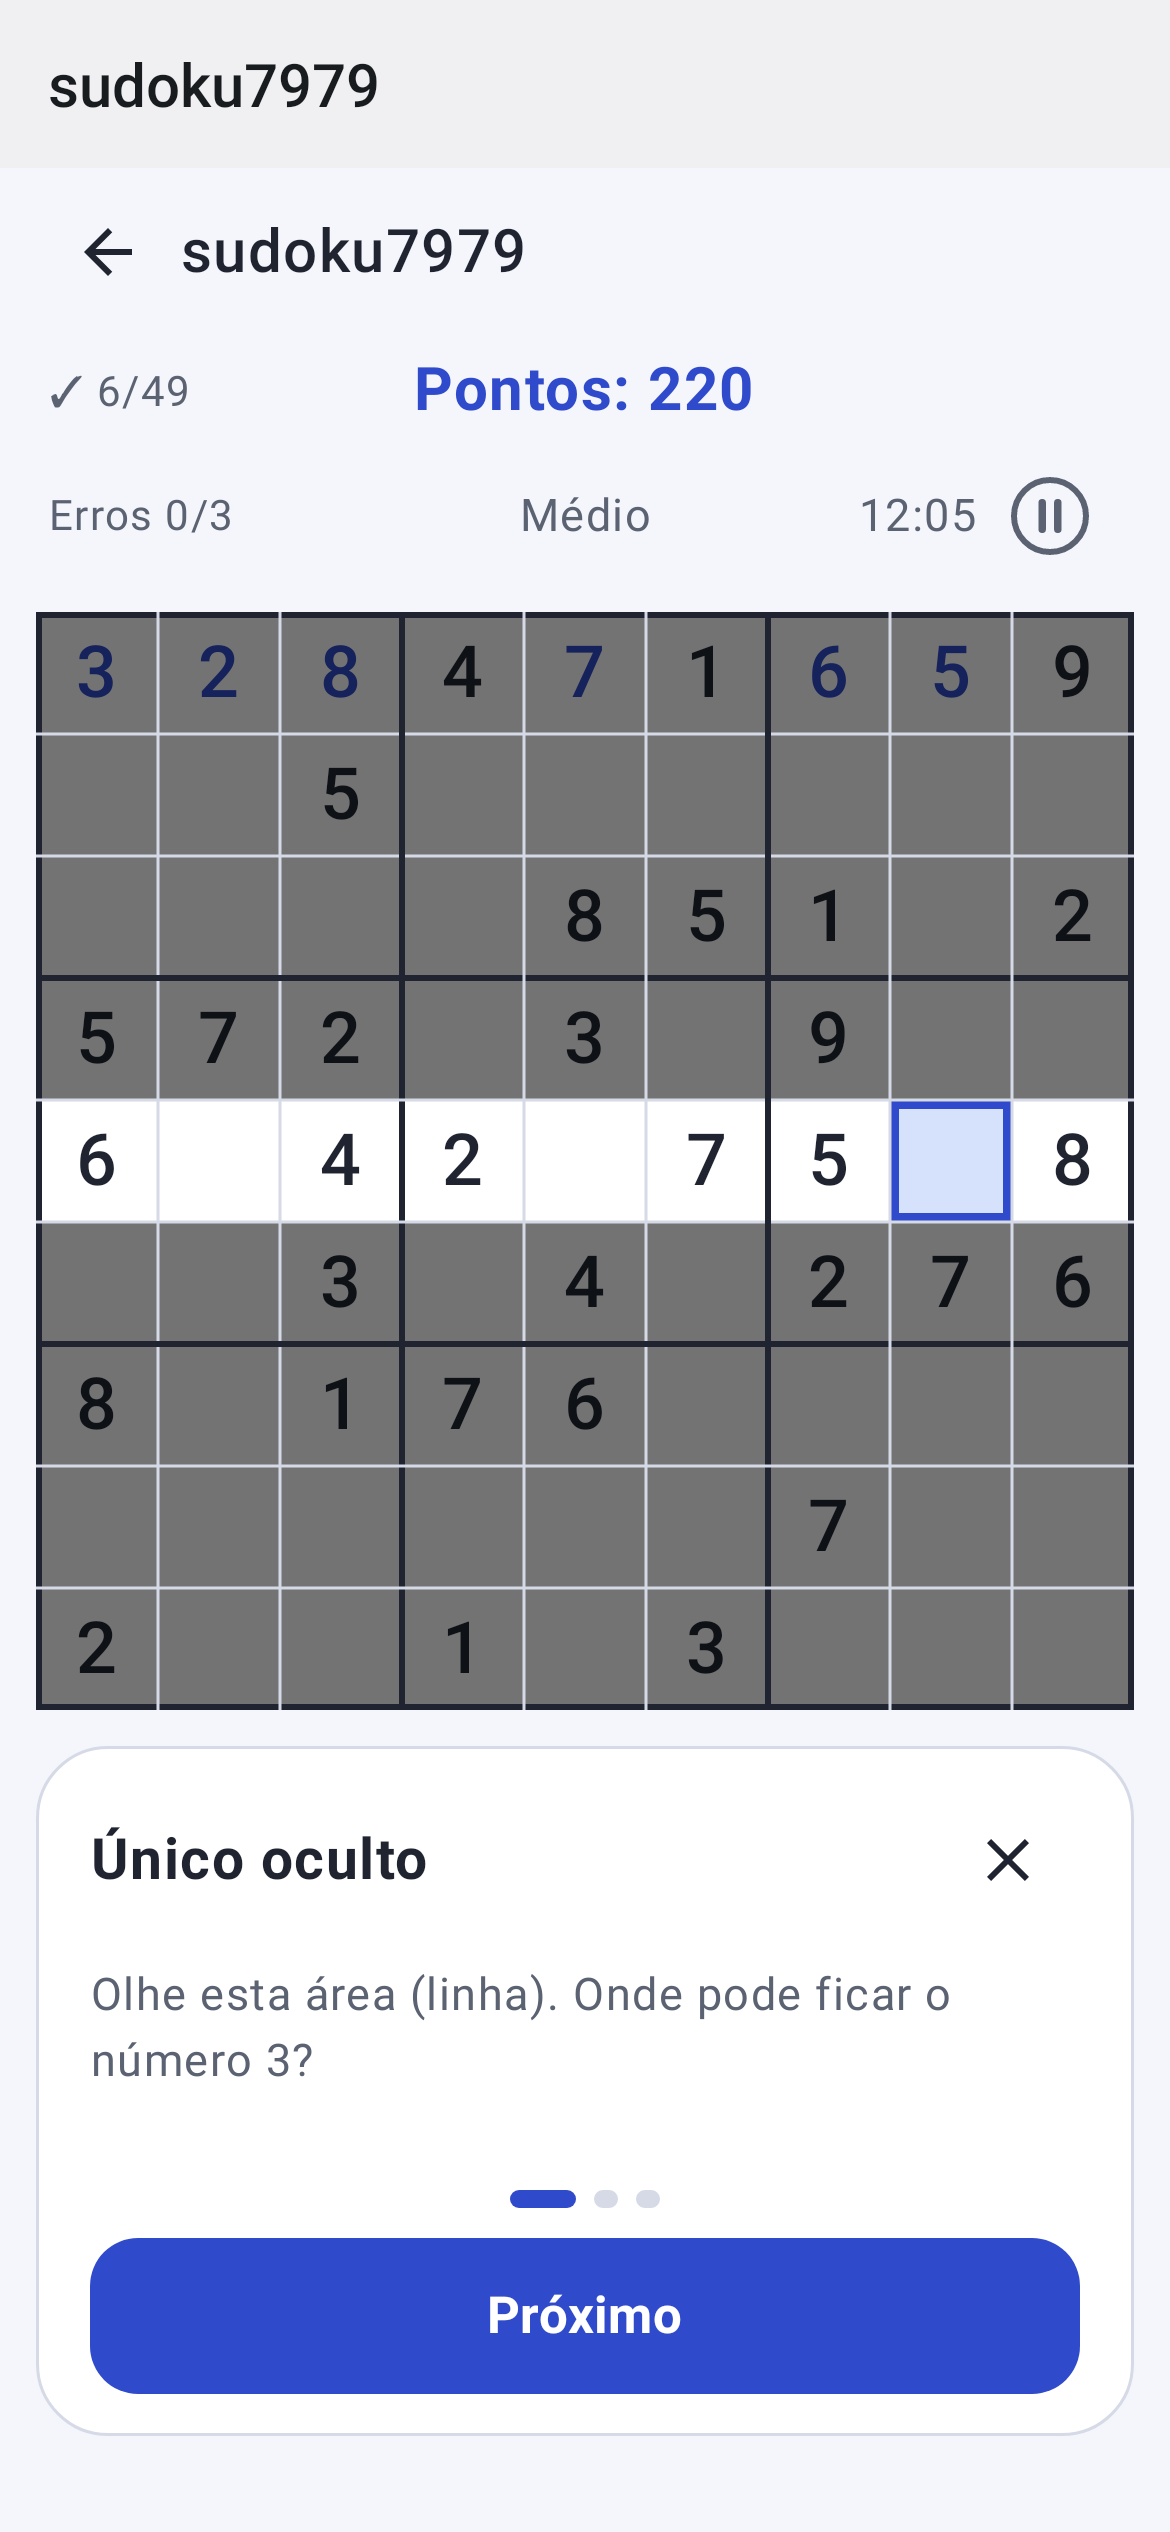 sudoku7979
sudoku7979
✓ 6/49
Pontos: 220
Erros 0/3
Médio
12:05
3 2 8 4 7 1 6 5 9
5
8 5 1 2
5 7 2 3 9
6 4 2 7 5 8
3 4 2 7 6
8 1 7 6
7
2 1 3
Único oculto
Olhe esta área (linha). Onde pode ficar o
número 3?
Próximo